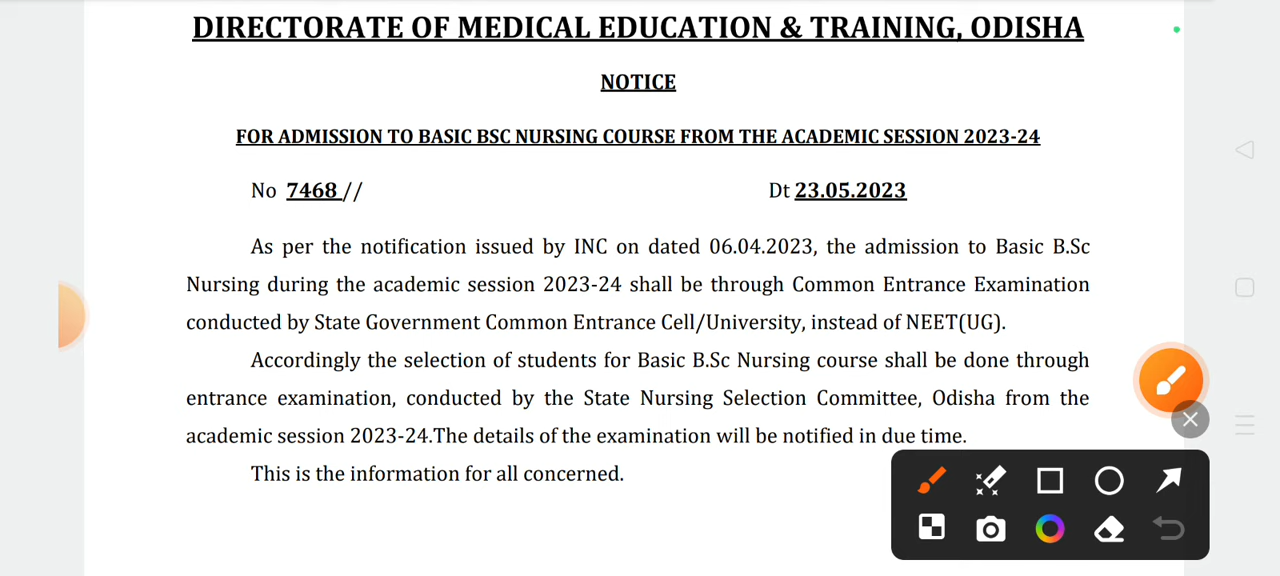 DIRECTORATE OF MEDICAL EDUCATION & TRAINING, ODISHA
NOTICE
FOR ADMISSION TO BASIC BSC NURSING COURSE FROM THE ACADEMIC SESSION 2023-24
No 7468 // Dt 23.05.2023
As per the notification issued by INC on dated 06.04.2023, the admission to Basic B.Sc
Nursing during the academic session 2023-24 shall be through Common Entrance Examination
conducted by State Government Common Entrance Cell/University, instead of NEET(UG).
Accordingly the selection of students for Basic B.Sc Nursing course shall be done through
entrance examination, conducted by the State Nursing Selection Committee, Odisha from the
academic session 2023-24.The details of the examination will be notified in due time.
This is the information for all concerned.